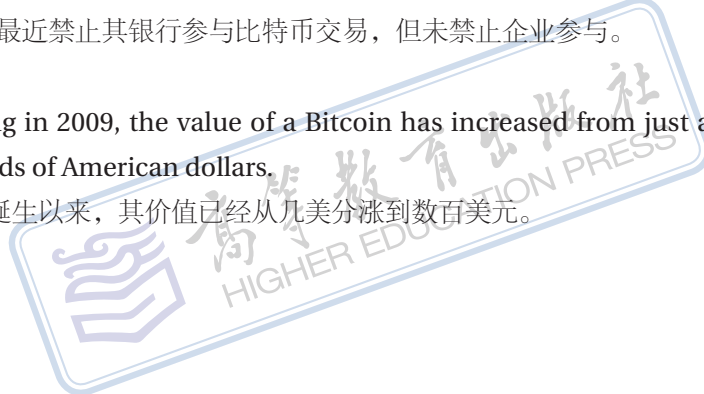 最近禁止其银行参与比特币交易，但未禁止企业参与。
g in 2009, the value of a Bitcoin has increased from just a
ds of American dollars.
诞生以来，其价值已经从几美分涨到数百美元。
高等教育出版社
HIGHER EDUCATION PRESS